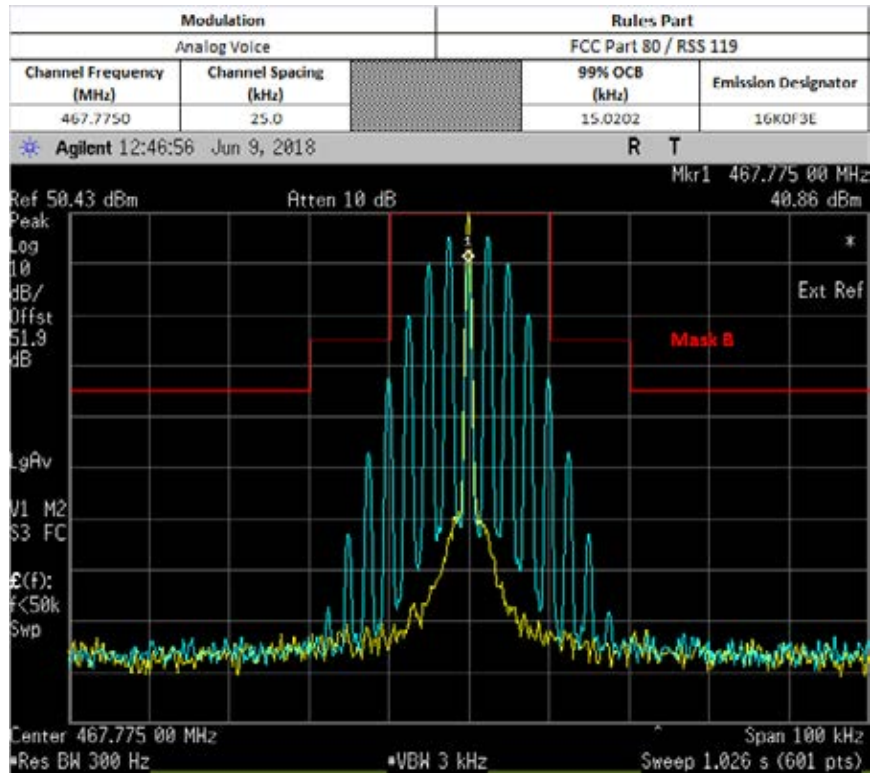 Modulation Rules Part
Analog Voice FCC Part 80 / RSS 119
Channel Frequency (MHz) Channel Spacing (kHz) 99% OCB (kHz) Emission Designator
467.7750 25.0 15.0202 16K0F3E
Agilent 12:46:56 Jun 9, 2018 R T
Mkr1 467.775 00 MHz
Ref 50.43 dBm Atten 10 dB 40.86 dBm
Peak
Log
10
dB/
Offst
51.9
dB
1
*
Ext Ref
Mask B
LgAv
V1 M2
S3 FC
£(f):
f<50k
Swp
Center 467.775 00 MHz ^ Span 100 kHz
#Res BW 300 Hz #VBW 3 kHz Sweep 1.026 s (601 pts)